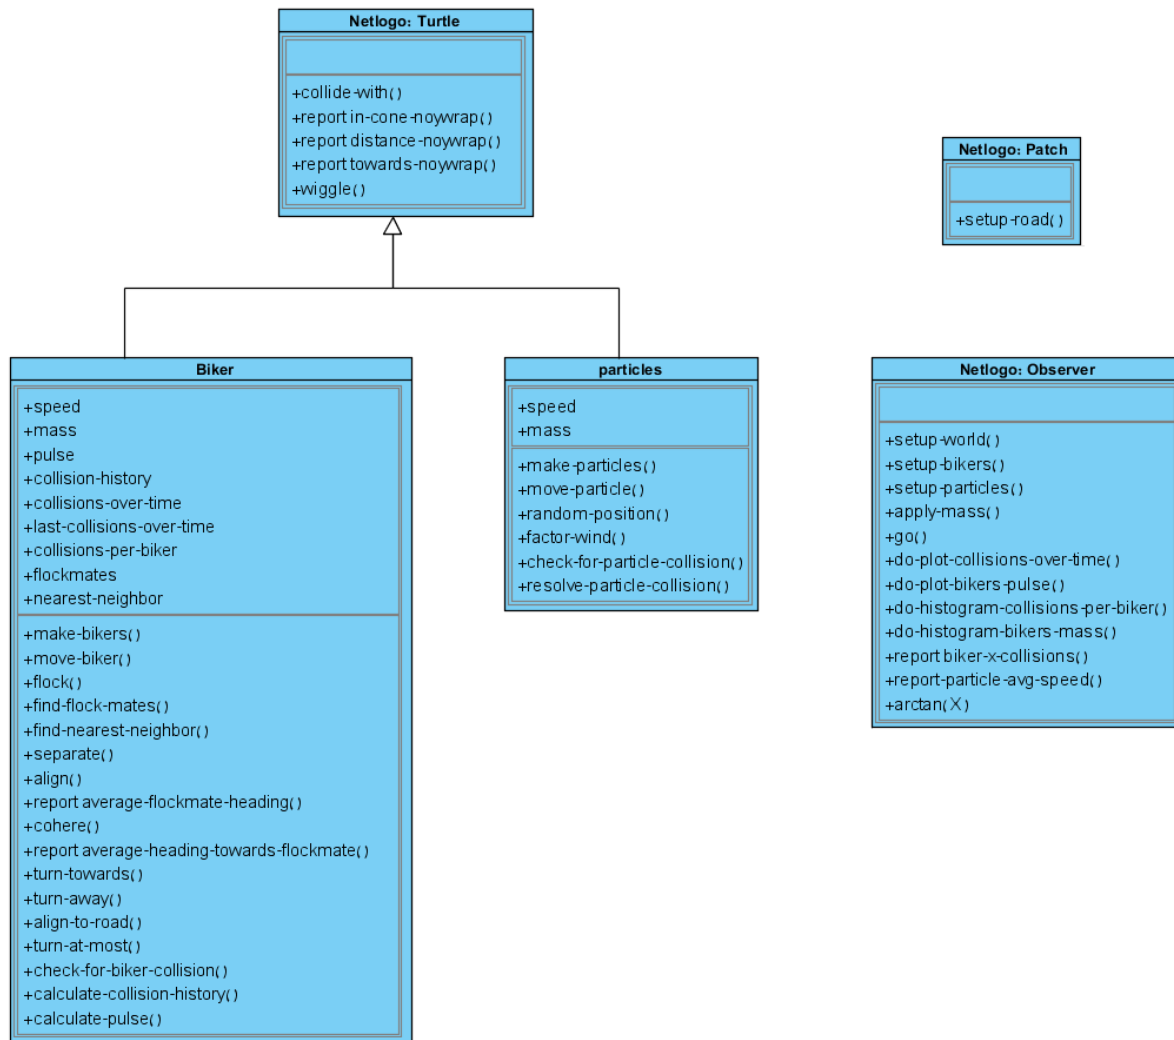 Netlogo: Turtle
+collide-with()
+report in-cone-noywrap()
+report distance-noywrap()
+report towards-noywrap()
+wiggle()
Netlogo: Patch
+setup-road()
Biker
+speed
+mass
+pulse
+collision-history
+collisions-over-time
+last-collisions-over-time
+collisions-per-biker
+flockmates
+nearest-neighbor
+make-bikers()
+move-biker()
+flock()
+find-flock-mates()
+find-nearest-neighbor()
+separate()
+align()
+report average-flockmate-heading()
+cohere()
+report average-heading-towards-flockmate()
+turn-towards()
+turn-away()
+align-to-road()
+turn-at-most()
+check-for-biker-collision()
+calculate-collision-history()
+calculate-pulse()
particles
+speed
+mass
+make-particles()
+move-particle()
+random-position()
+factor-wind()
+check-for-particle-collision()
+resolve-particle-collision()
Netlogo: Observer
+setup-world()
+setup-bikers()
+setup-particles()
+apply-mass()
+go()
+do-plot-collisions-over-time()
+do-plot-bikers-pulse()
+do-histogram-collisions-per-biker()
+do-histogram-bikers-mass()
+report biker-x-collisions()
+report-particle-avg-speed()
+arctan(X)